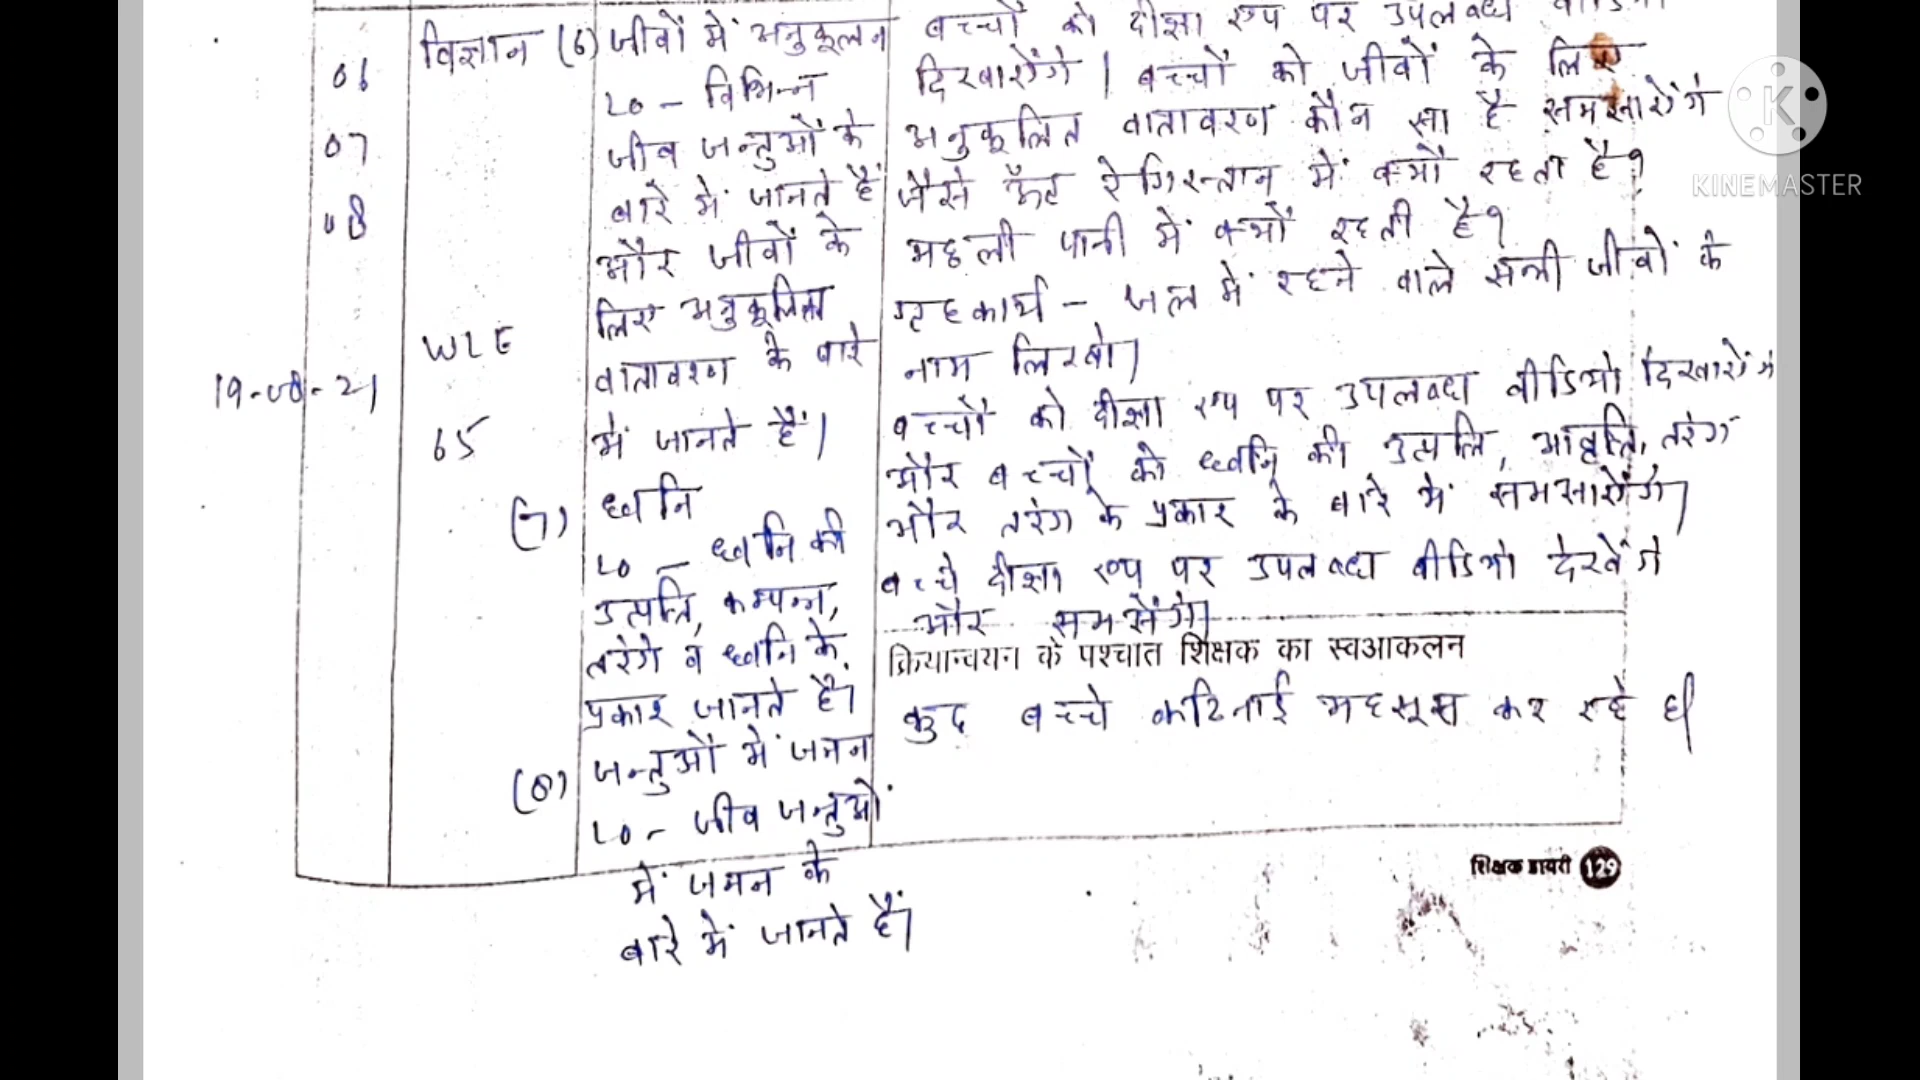 06
07
08
19-08-21
विज्ञान (6)
WLE
65
(7)
(8)
जीवों में अनुकूलन
LO - विभिन्न
जीव जन्तुओं के
बारे में जानते हैं
और जीवों के
लिए अनुकूलित
वातावरण के बारे
में जानते हैं।
ध्वनि
LO - ध्वनि की
उत्पत्ति, कम्पन्न,
तरंगे व ध्वनि के
प्रकार जानते हैं।
जन्तुओं में जनन
LO - जीव जन्तुओं
में जनन के
बारे में जानते हैं।
बच्चों को दीक्षा एप पर उपलब्ध
दिखाएंगे। बच्चों को जीवों के लिए
अनुकूलित वातावरण कौन सा है समझाएंगे
जैसे ऊँट रेगिस्तान में क्यों रहता है?
मछली पानी में क्यों रहती है?
गृहकार्य - जल में रहने वाले सभी जीवों के
नाम लिखो।
बच्चों को दीक्षा एप पर उपलब्ध वीडियो दिखाएंगे
और बच्चों को ध्वनि की उत्पत्ति, आवृत्ति, तरंग
और तरंग के प्रकार के बारे में समझाएंगे।
बच्चे दीक्षा एप पर उपलब्ध वीडियो देखेंगे
और समझेंगे।
क्रियान्वयन के पश्चात शिक्षक का स्वआकलन
कुछ बच्चे कठिनाई महसूस कर रहे थे।
शिक्षक डायरी 129
K
KINEMASTER